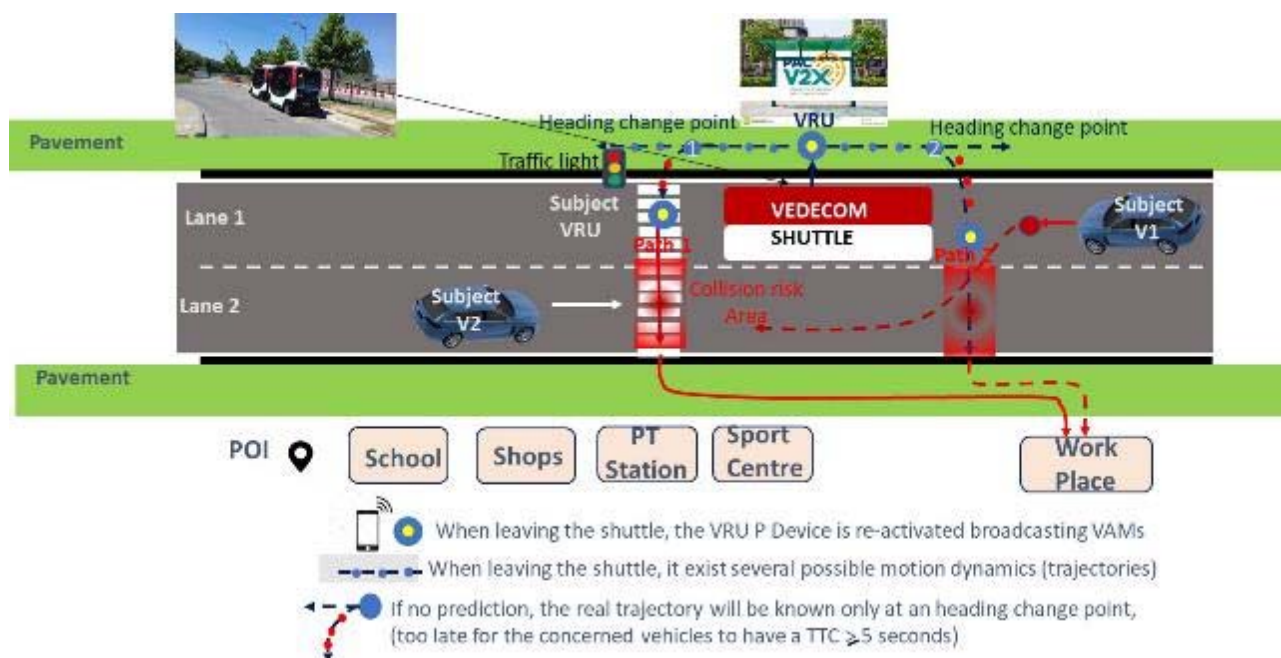 PAC
V2X
Heading change point
VRU
Heading change point
Pavement
1
2
Traffic light
Lane 1
Subject
VRU
VEDECOM
SHUTTLE
Subject
V1
Path 1
Path 2
Lane 2
Subject
V2
Collision risk
Area
Pavement
POI
School
Shops
PT
Station
Sport
Centre
Work
Place
When leaving the shuttle, the VRU P Device is re-activated broadcasting VAMs
When leaving the shuttle, it exist several possible motion dynamics (trajectories)
If no prediction, the real trajectory will be known only at an heading change point,
(too late for the concerned vehicles to have a TTC ⩾5 seconds)